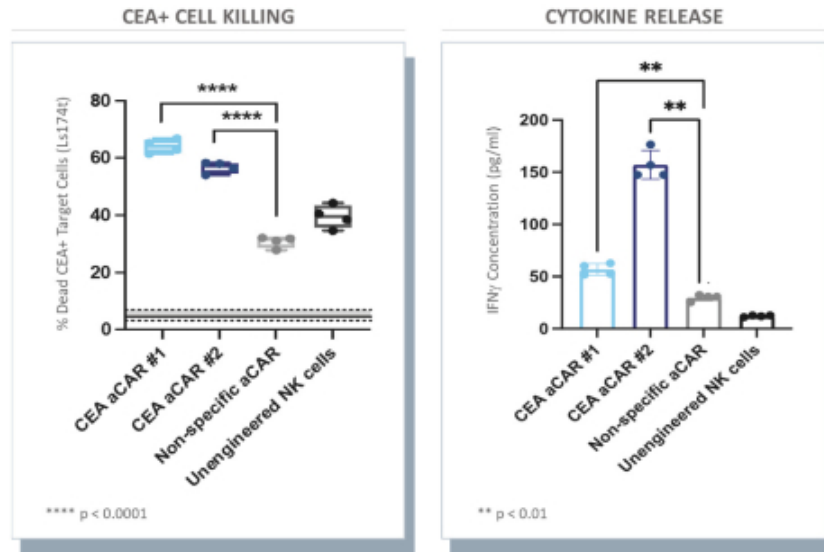 CEA+ CELL KILLING
% Dead CEA+ Target Cells (Ls174t)
****
****
80
60
40
20
0
CEA aCAR #1
CEA aCAR #2
Non-specific aCAR
Unengineered NK cells
**** p < 0.0001
CYTOKINE RELEASE
IFNγ Concentration (pg/ml)
**
**
200
150
100
50
0
CEA aCAR #1
CEA aCAR #2
Non-specific aCAR
Unengineered NK cells
** p < 0.01